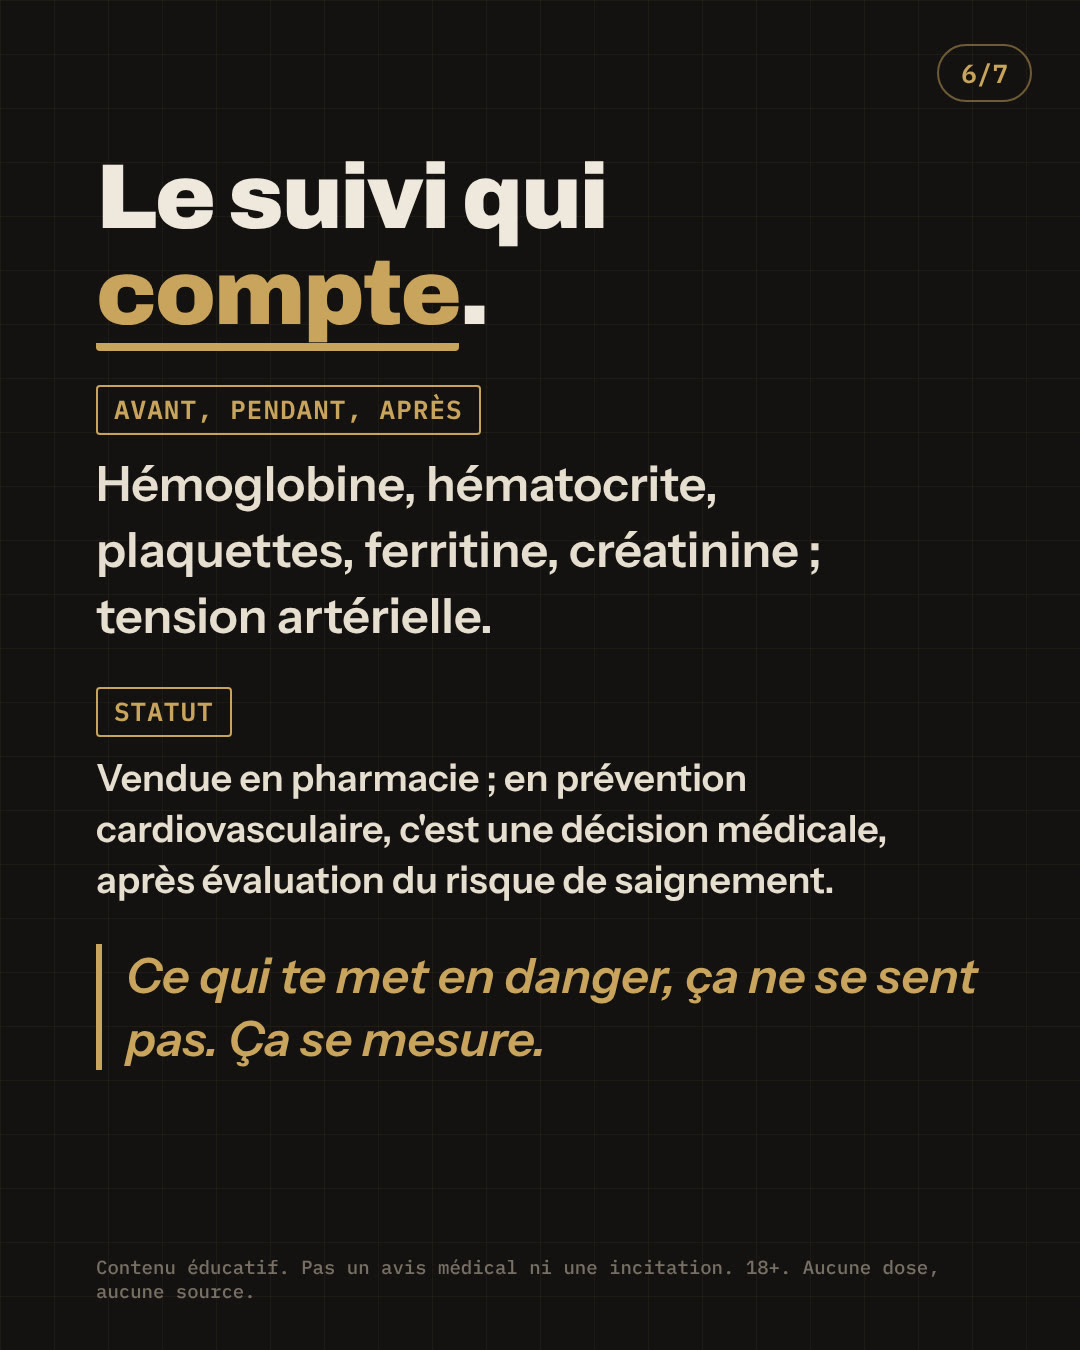 6/7
Le suivi qui
compte.
AVANT, PENDANT, APRÈS
Hémoglobine, hématocrite,
plaquettes, ferritine, créatinine ;
tension artérielle.
STATUT
Vendue en pharmacie ; en prévention
cardiovasculaire, c'est une décision médicale,
après évaluation du risque de saignement.
Ce qui te met en danger, ça ne se sent
pas. Ça se mesure.
Contenu éducatif. Pas un avis médical ni une incitation. 18+. Aucune dose,
aucune source.